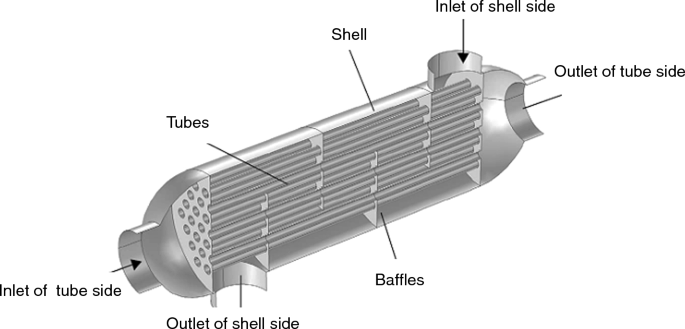 Inlet of shell side
Shell
Outlet of tube side
Tubes
Baffles
Inlet of tube side
Outlet of shell side